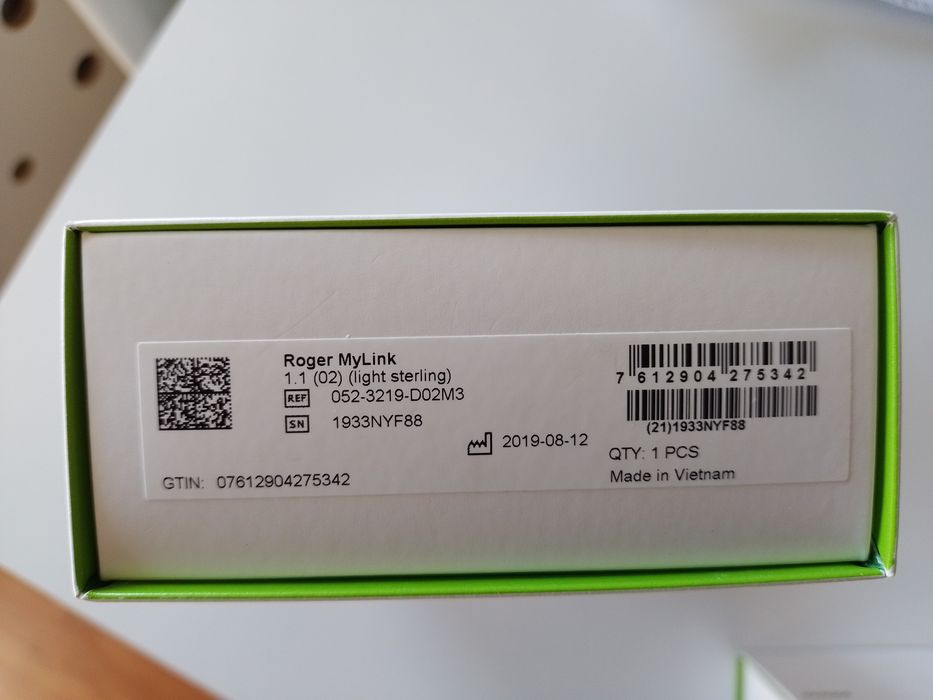 Roger MyLink
1.1 (02) (light sterling)
REF 052-3219-D02M3
SN 1933NYF88
2019-08-12
GTIN: 07612904275342
7 612904 275342
(21)1933NYF88
QTY: 1 PCS
Made in Vietnam